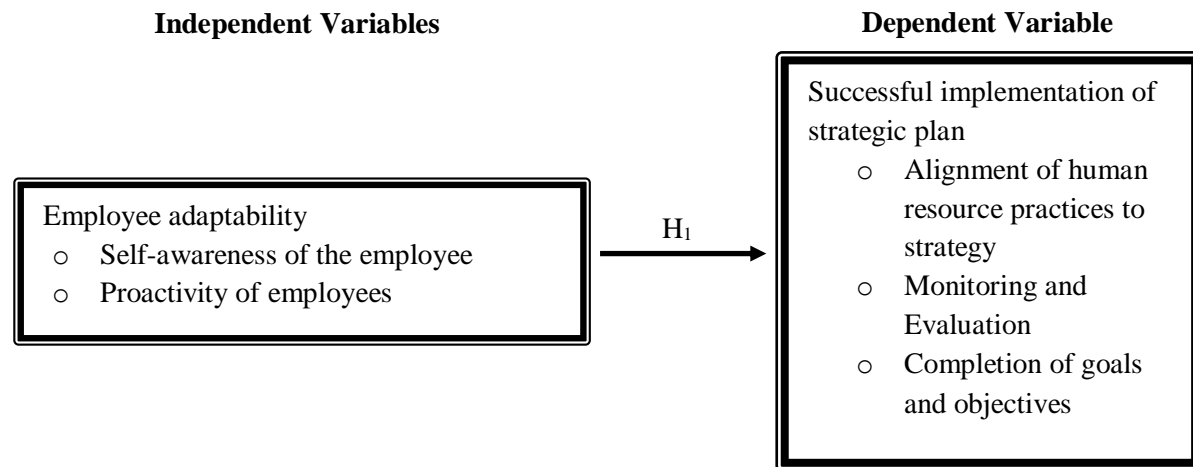 Independent Variables
Dependent Variable
Employee adaptability
o Self-awareness of the employee
o Proactivity of employees
H₁
Successful implementation of
strategic plan
o Alignment of human
resource practices to
strategy
o Monitoring and
Evaluation
o Completion of goals
and objectives